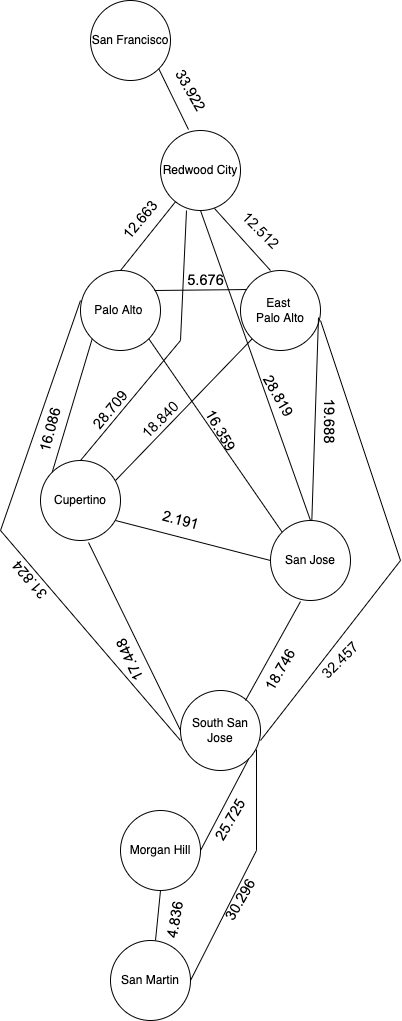 San Francisco
33.922
Redwood City
12.663
12.512
5.676
Palo Alto
East
Palo Alto
16.086
28.709
18.840
16.359
28.819
19.688
Cupertino
2.191
San Jose
31.824
17.448
18.746
32.457
South San
Jose
25.725
Morgan Hill
30.296
4.836
San Martin